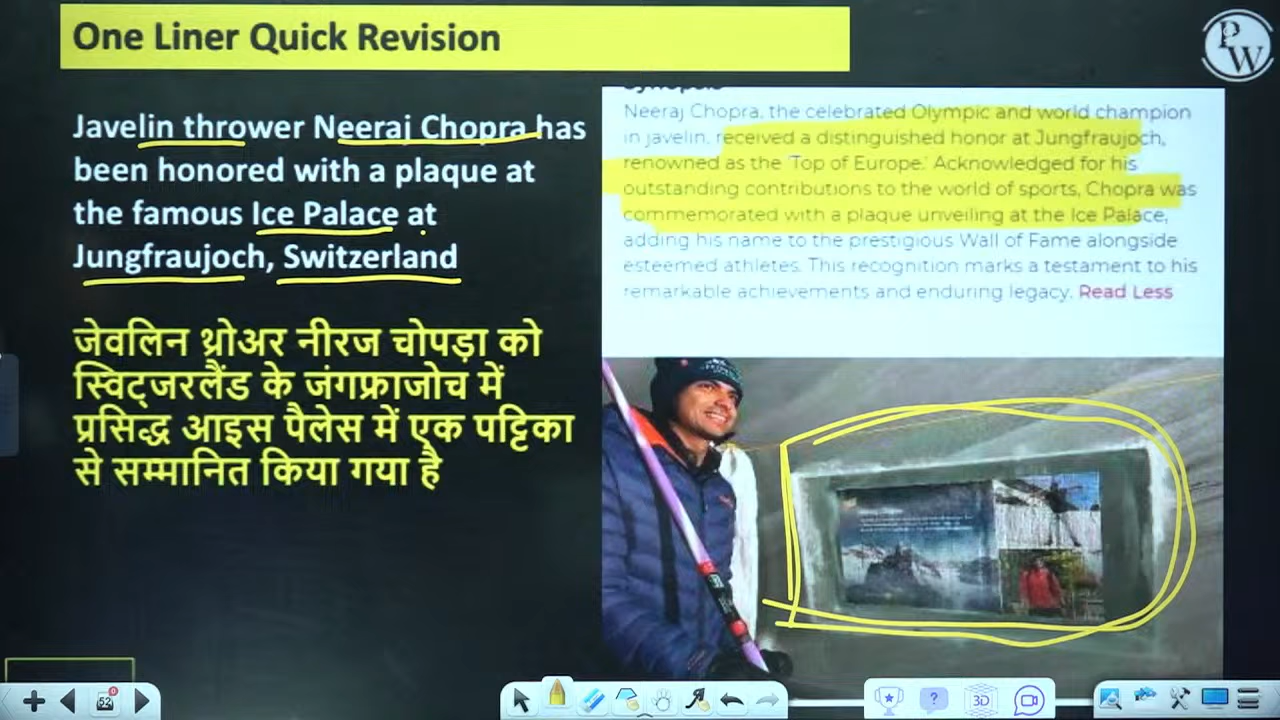 One Liner Quick Revision
PW
Javelin thrower Neeraj Chopra has
been honored with a plaque at
the famous Ice Palace at
Jungfraujoch, Switzerland
जेवलिन थ्रोअर नीरज चोपड़ा को
स्विट्जरलैंड के जंगफ्राजोच में
प्रसिद्ध आइस पैलेस में एक पट्टिका
से सम्मानित किया गया है
Synopsis
Neeraj Chopra, the celebrated Olympic and world champion
in javelin, received a distinguished honor at Jungfraujoch,
renowned as the 'Top of Europe.' Acknowledged for his
outstanding contributions to the world of sports, Chopra was
commemorated with a plaque unveiling at the Ice Palace,
adding his name to the prestigious Wall of Fame alongside
esteemed athletes. This recognition marks a testament to his
remarkable achievements and enduring legacy. Read Less
52
0
?
3D